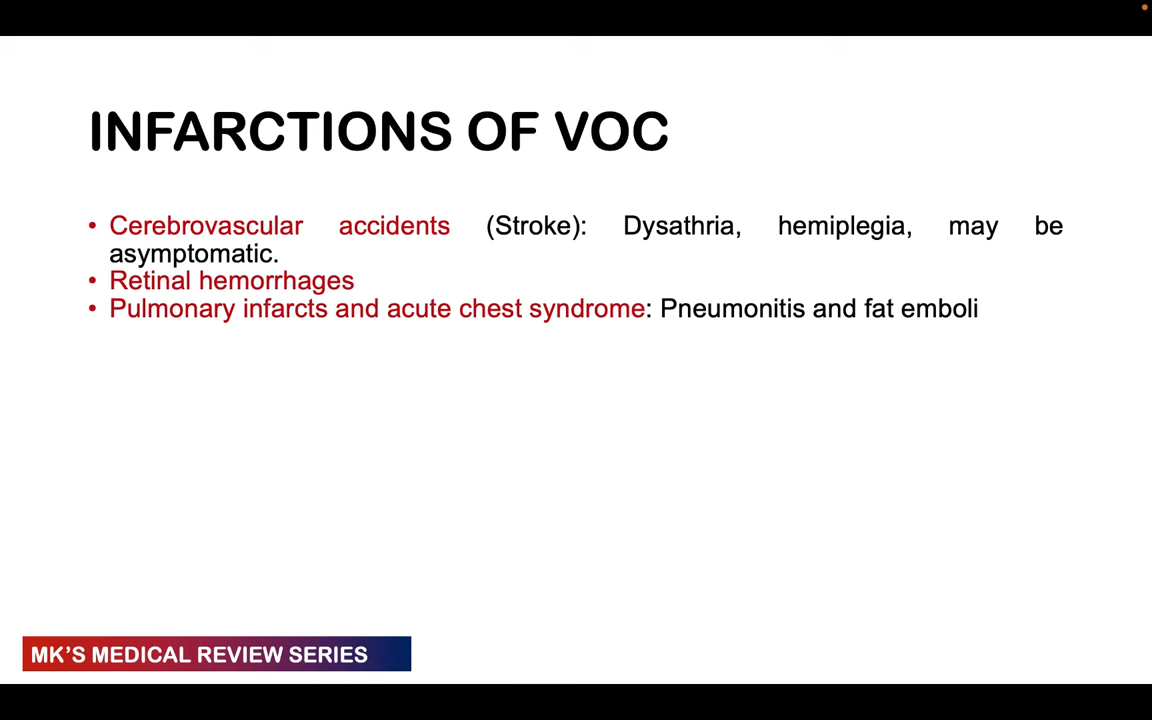 INFARCTIONS OF VOC
• Cerebrovascular accidents (Stroke): Dysathria, hemiplegia, may be
asymptomatic.
• Retinal hemorrhages
• Pulmonary infarcts and acute chest syndrome: Pneumonitis and fat emboli
MK'S MEDICAL REVIEW SERIES